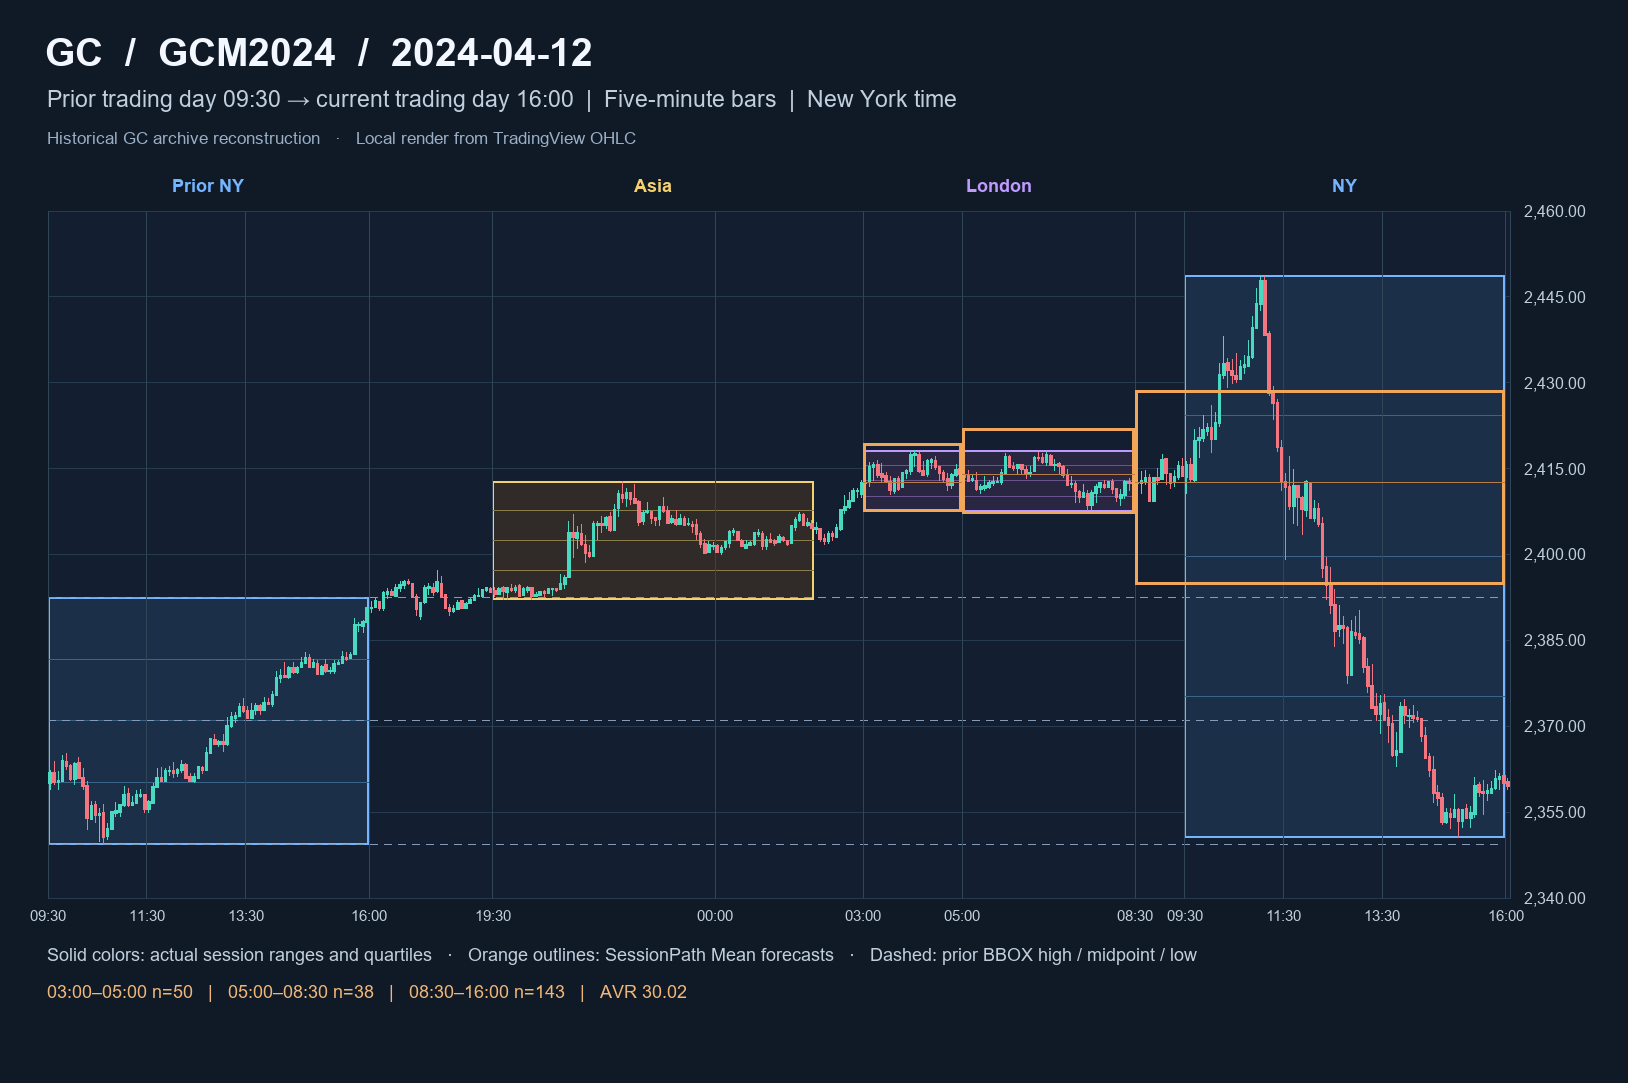 GC / GCM2024 / 2024-04-12
Prior trading day 09:30 → current trading day 16:00 | Five-minute bars | New York time
Historical GC archive reconstruction · Local render from TradingView OHLC
Prior NY Asia London NY
2,460.00
2,445.00
2,430.00
2,415.00
2,400.00
2,385.00
2,370.00
2,355.00
2,340.00
09:30 11:30 13:30 16:00 19:30 00:00 03:00 05:00 08:30 09:30 11:30 13:30 16:00
Solid colors: actual session ranges and quartiles · Orange outlines: SessionPath Mean forecasts · Dashed: prior BBOX high / midpoint / low
03:00–05:00 n=50 | 05:00–08:30 n=38 | 08:30–16:00 n=143 | AVR 30.02